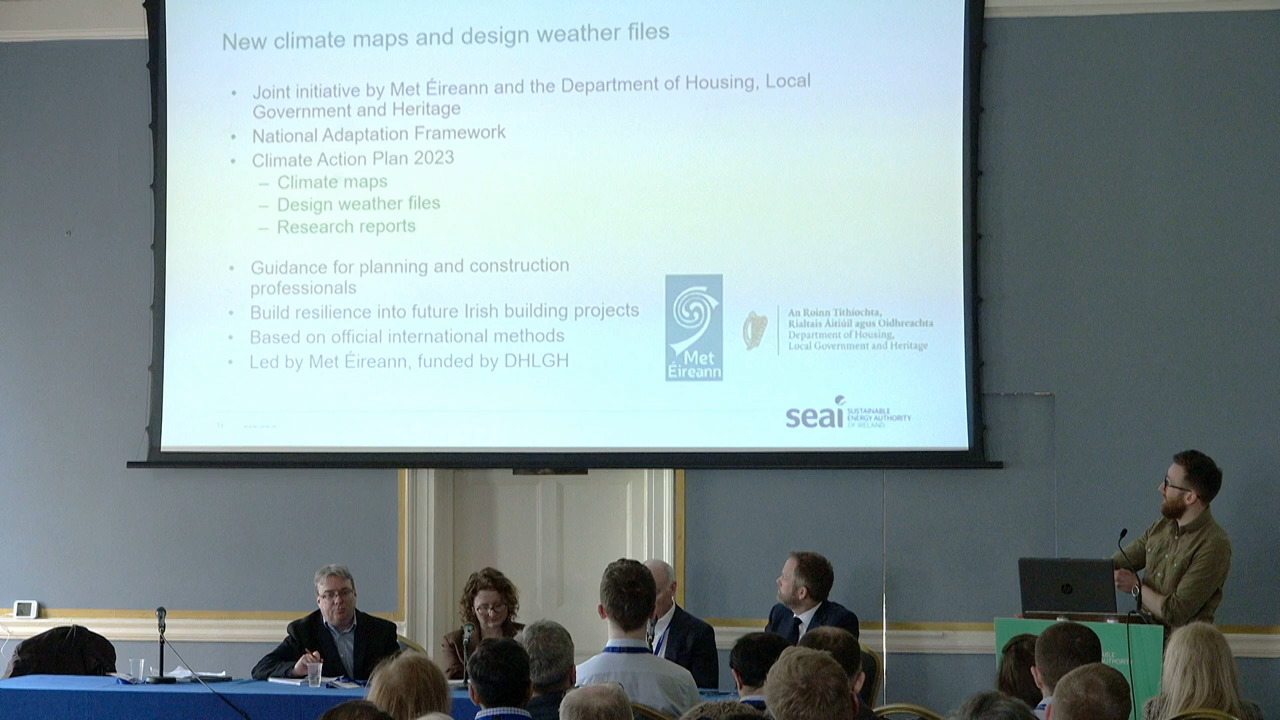 New climate maps and design weather files
• Joint initiative by Met Éireann and the Department of Housing, Local
Government and Heritage
• National Adaptation Framework
• Climate Action Plan 2023
– Climate maps
– Design weather files
– Research reports
• Guidance for planning and construction
professionals
• Build resilience into future Irish building projects
• Based on official international methods
• Led by Met Éireann, funded by DHLGH
Met
Éireann
An Roinn Tithíochta,
Rialtais Áitiúil agus Oidhreachta
Department of Housing,
Local Government and Heritage
seai
SUSTAINABLE
ENERGY AUTHORITY
OF IRELAND
hp